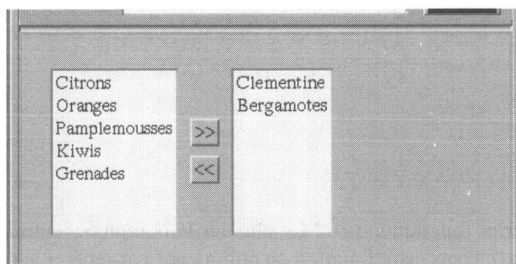 Citrons
Oranges
Pamplemousses
Kiwis
Grenades
>>
<<
Clementine
Bergamotes